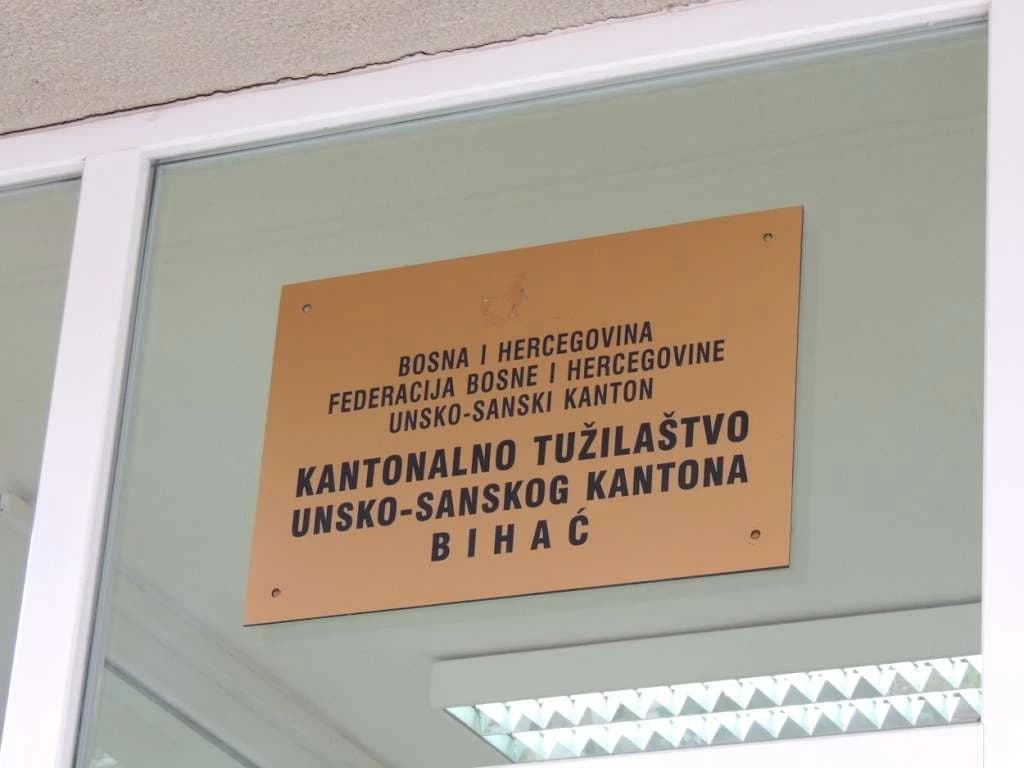 BOSNA I HERCEGOVINA
FEDERACIJA BOSNE I HERCEGOVINE
UNSKO-SANSKI KANTON
KANTONALNO TUŽILAŠTVO
UNSKO-SANSKOG KANTONA
BIHAĆ